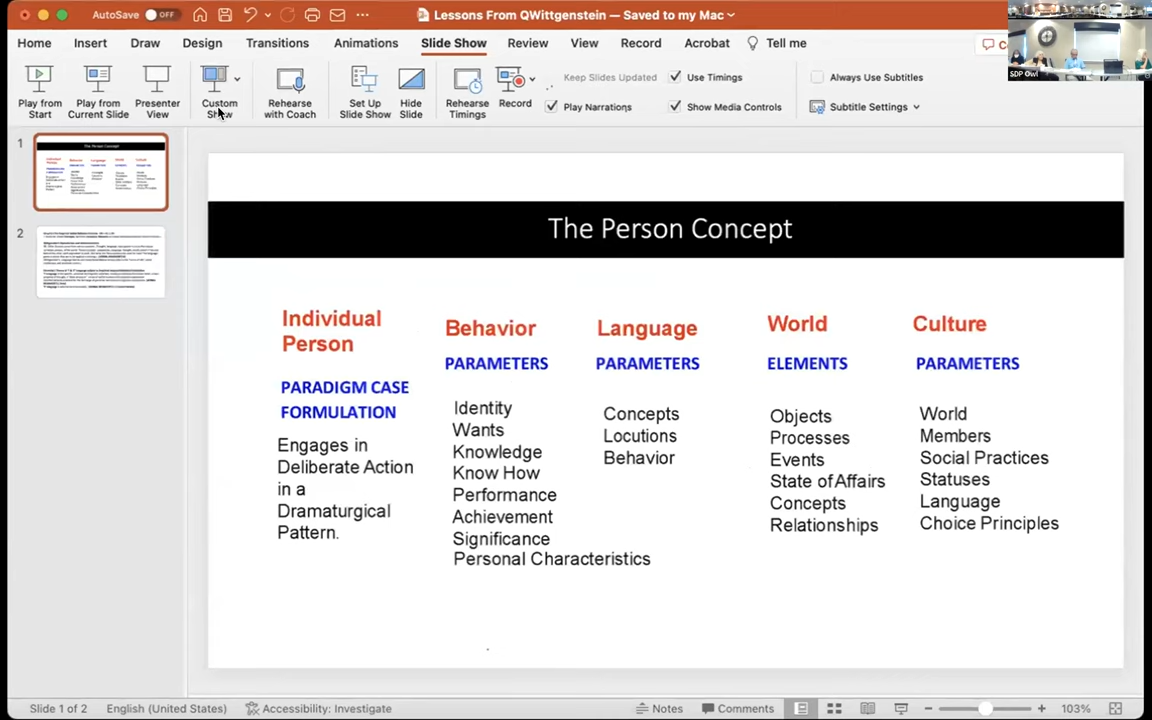 AutoSave OFF Lessons From QWittgenstein — Saved to my Mac
Home Insert Draw Design Transitions Animations Slide Show Review View Record Acrobat Tell me
Play from Start
Play from Current Slide
Presenter View
Custom Show
Rehearse with Coach
Set Up Slide Show
Hide Slide
Rehearse Timings
Record
Keep Slides Updated
Use Timings
Play Narrations
Show Media Controls
Always Use Subtitles
Subtitle Settings
SDP Owl
1
2
The Person Concept
Individual
Person
PARADIGM CASE
FORMULATION
Engages in
Deliberate Action
in a
Dramaturgical
Pattern.
Behavior
PARAMETERS
Identity
Wants
Knowledge
Know How
Performance
Achievement
Significance
Personal Characteristics
Language
PARAMETERS
Concepts
Locutions
Behavior
World
ELEMENTS
Objects
Processes
Events
State of Affairs
Concepts
Relationships
Culture
PARAMETERS
World
Members
Social Practices
Statuses
Language
Choice Principles
Slide 1 of 2 English (United States) Accessibility: Investigate Notes Comments 103%